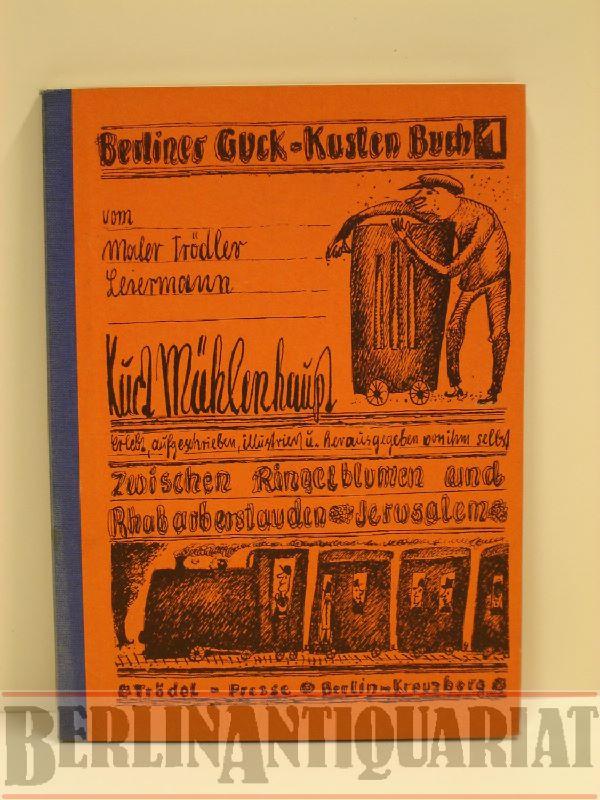 Berliner Guck-Kasten Buch 1
vom
Maler Trödler
Leiermann
Kurt Mühlenhaupt
erlebt, aufgeschrieben, illustriert u. herausgegeben von ihm selbst
zwischen Ringelblumen und
Rhabarberstauden Jerusalem
Trödel - Presse Berlin-Kreuzberg
BERLINANTIQUARIAT